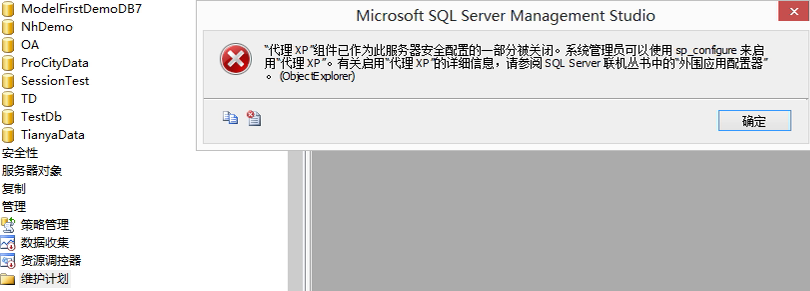 ModelFirstDemoDB7
NhDemo
OA
ProCityData
SessionTest
TD
TestDb
TianyaData
安全性
服务器对象
复制
管理
策略管理
数据收集
资源调控器
维护计划
Microsoft SQL Server Management Studio
“代理 XP”组件已作为此服务器安全配置的一部分被关闭。系统管理员可以使用 sp_configure 来启
用“代理 XP”。有关启用“代理 XP”的详细信息，请参阅 SQL Server 联机丛书中的“外围应用配置器”
。 (ObjectExplorer)
确定